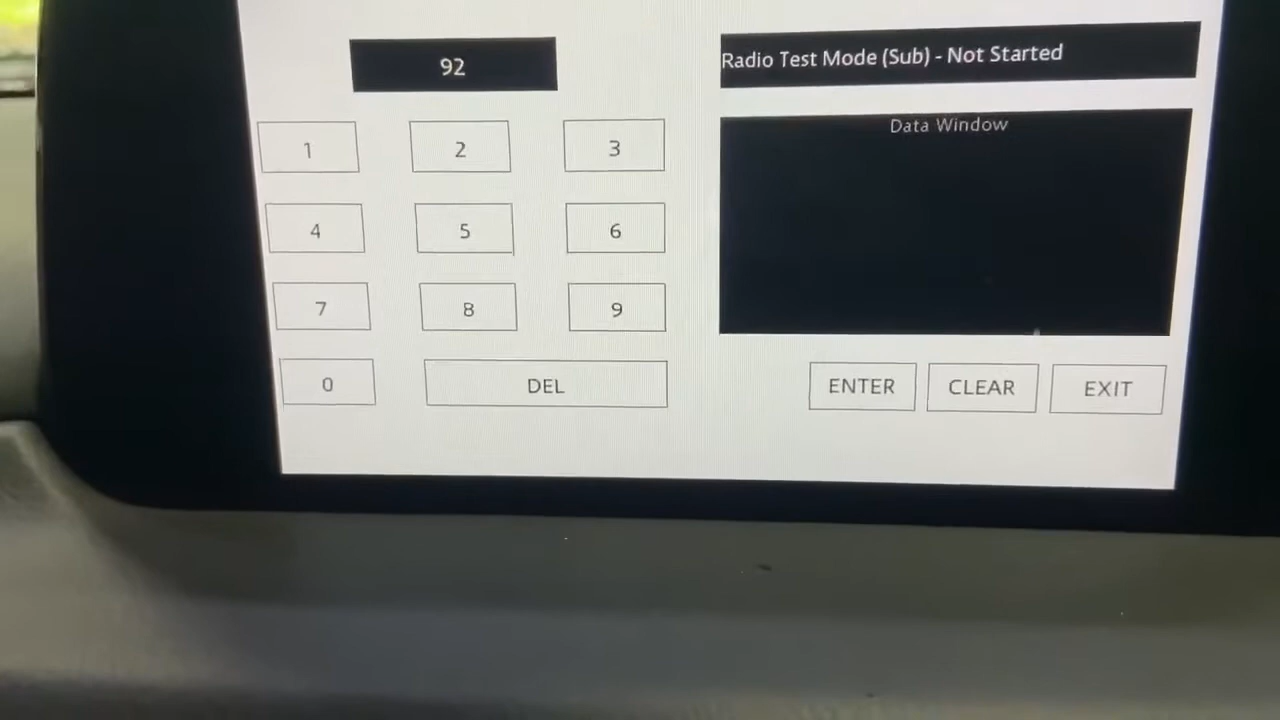 92
Radio Test Mode (Sub) - Not Started
Data Window
1 2 3
4 5 6
7 8 9
0 DEL
ENTER CLEAR EXIT